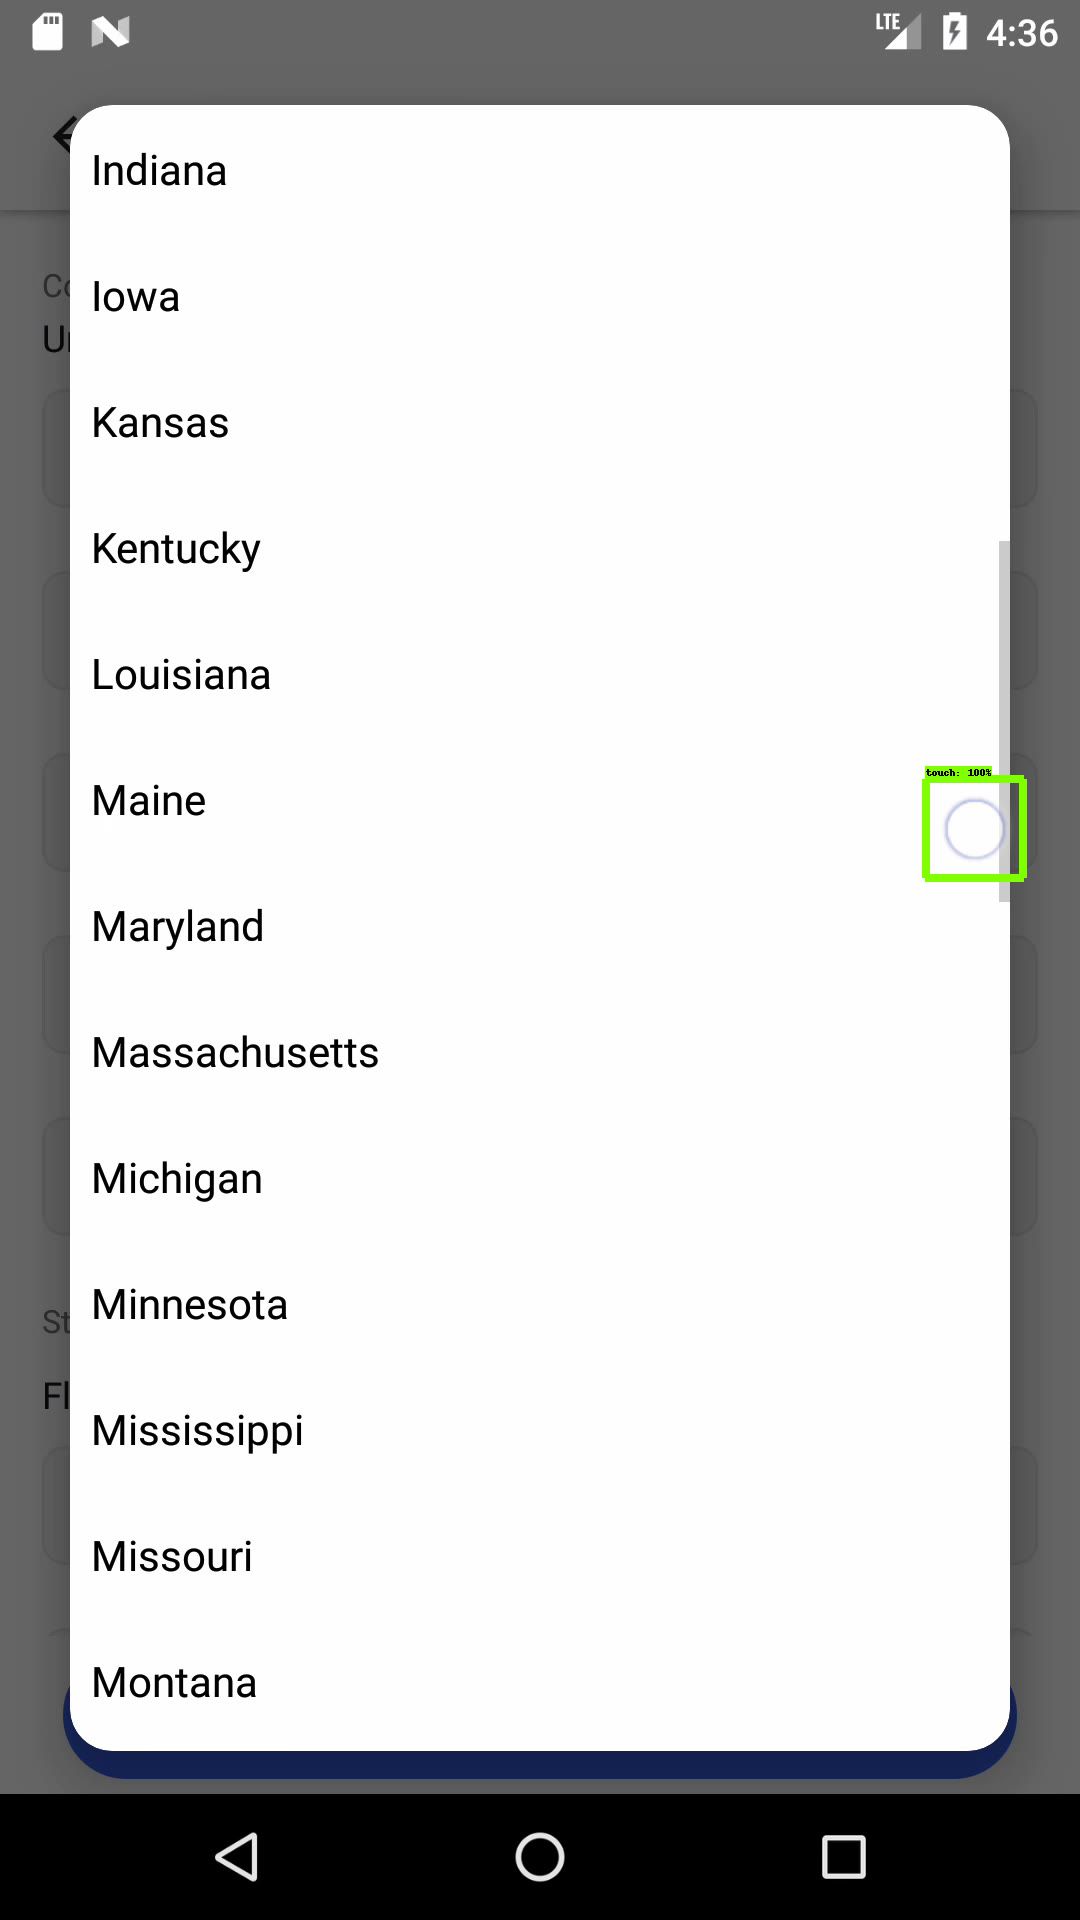 LTE 4:36
Indiana
Co
Iowa
Un
Kansas
Kentucky
Louisiana
touch: 100%
Maine
Maryland
Massachusetts
Michigan
Minnesota
St
Fl
Mississippi
Missouri
Montana